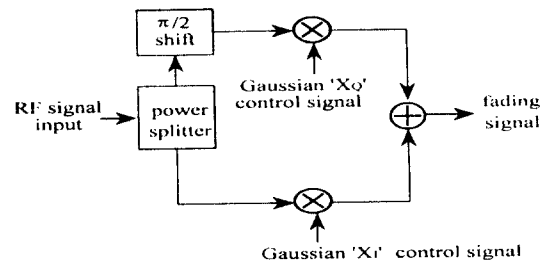 π/2
shift
Gaussian 'XQ'
control signal
RF signal
input
power
splitter
fading
signal
Gaussian 'XI' control signal